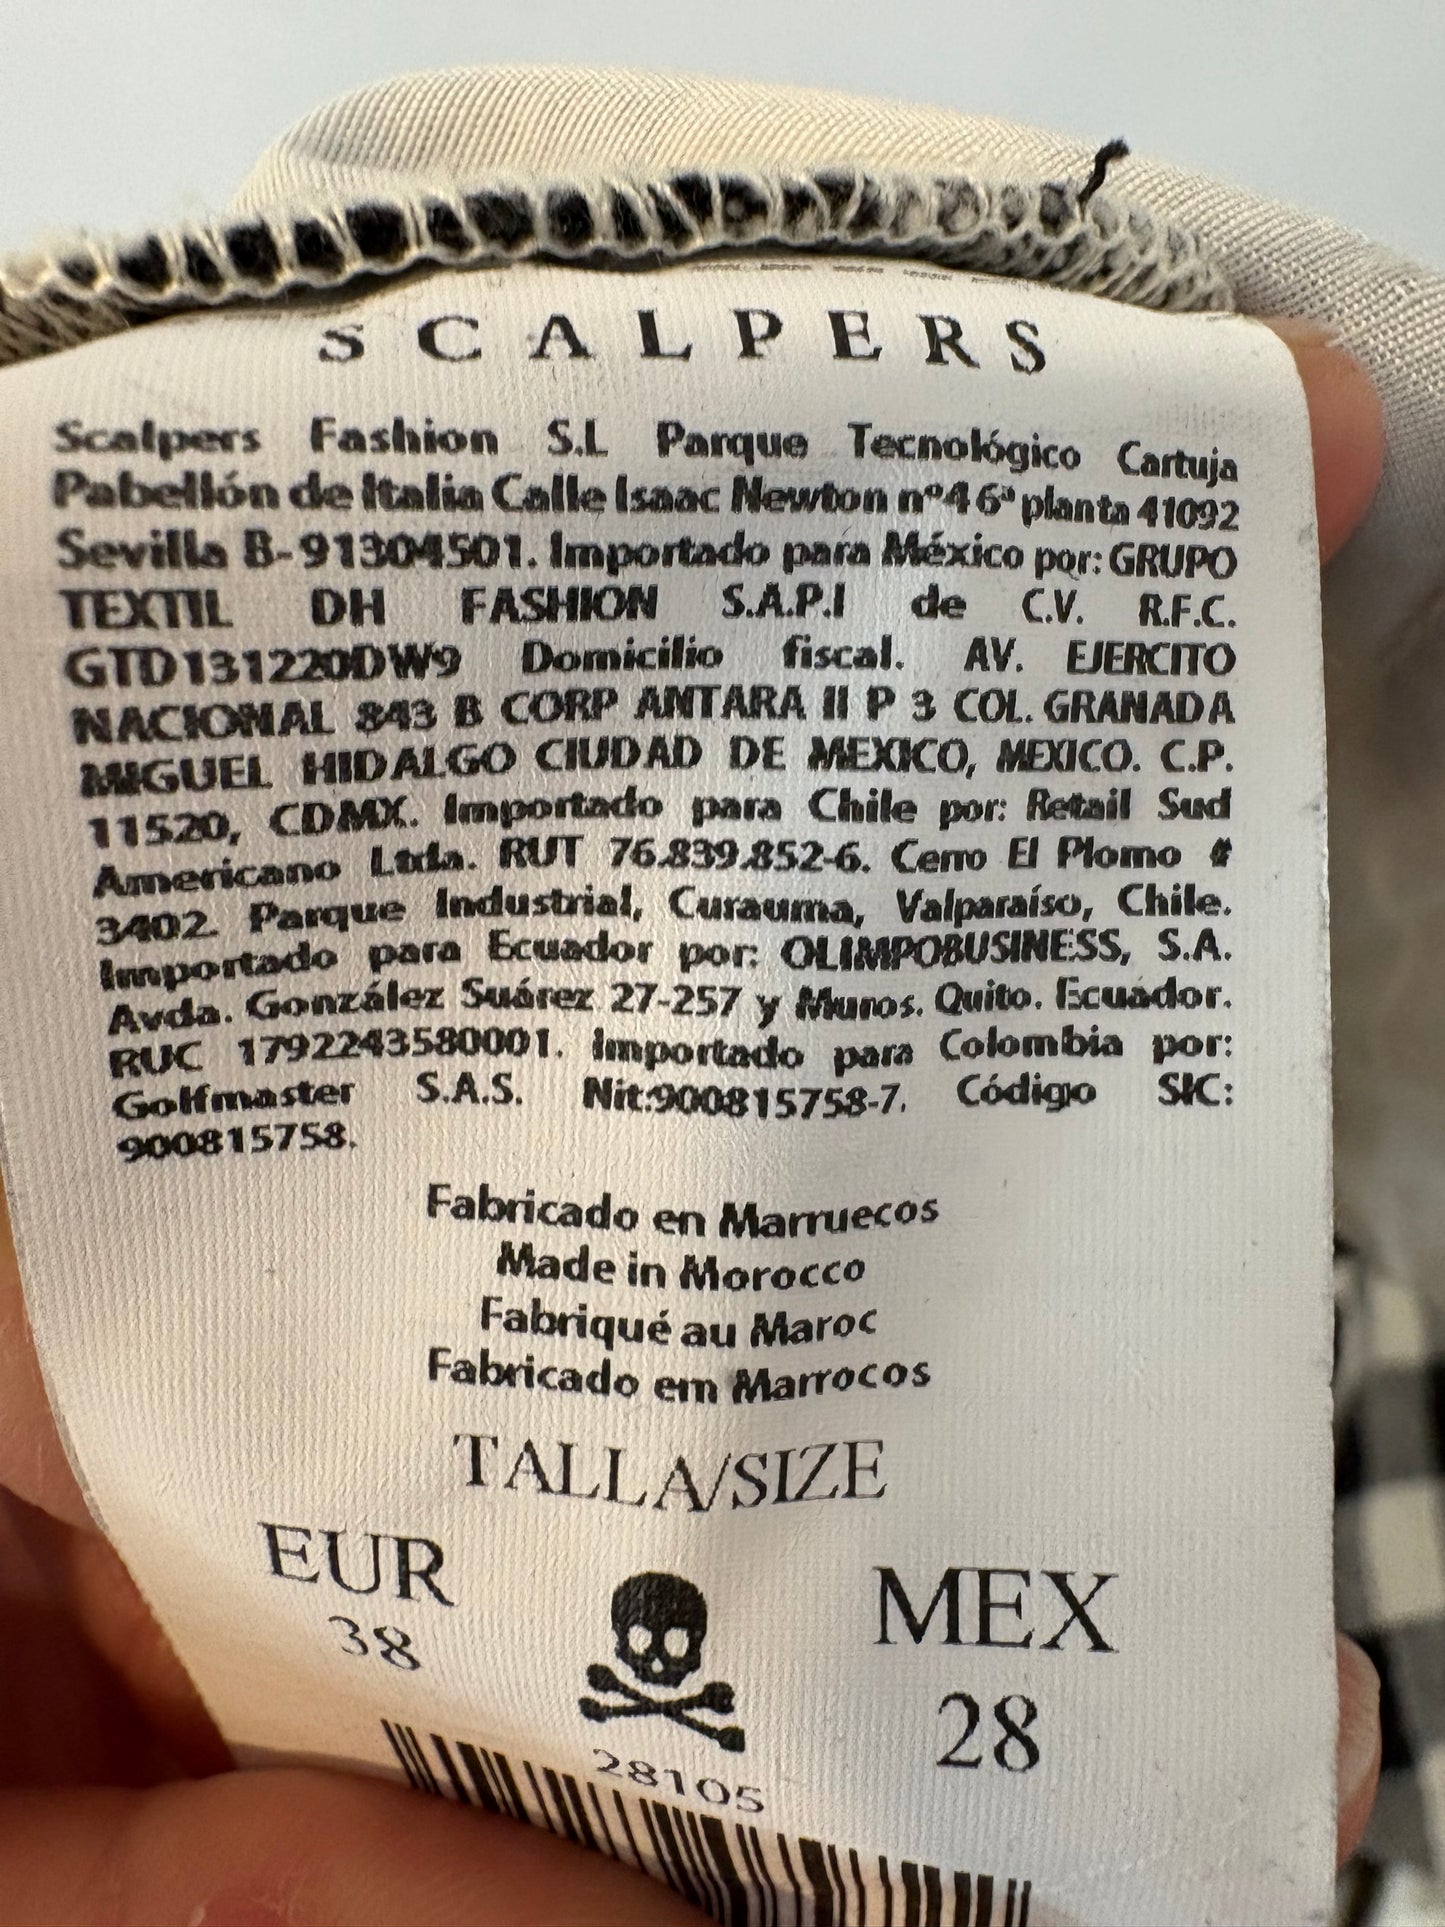 SCALPERS
Scalpers Fashion S.L Parque Tecnológico Cartuja
Pabellón de Italia Calle Isaac Newton nº4 6ª planta 41092
Sevilla B-91304501. Importado para México por: GRUPO
TEXTIL DH FASHION S.A.P.I de C.V. R.F.C.
GTD131220DW9 Domicilio fiscal. AV. EJERCITO
NACIONAL 843 B CORP ANTARA II P 3 COL. GRANADA
MIGUEL HIDALGO CIUDAD DE MEXICO, MEXICO. C.P.
11520, CDMX. Importado para Chile por: Retail Sud
Americano Ltda. RUT 76.839.852-6. Cerro El Plomo #
3402. Parque Industrial, Curauma, Valparaíso, Chile.
Importado para Ecuador por: OLIMPOBUSINESS, S.A.
Avda. González Suárez 27-257 y Muros. Quito. Ecuador.
RUC 1792243580001. Importado para Colombia por:
Golfmaster S.A.S. Nit:900815758-7. Código SIC:
900815758.
Fabricado en Marruecos
Made in Morocco
Fabriqué au Maroc
Fabricado em Marrocos
TALLA/SIZE
EUR MEX
38 28
28105